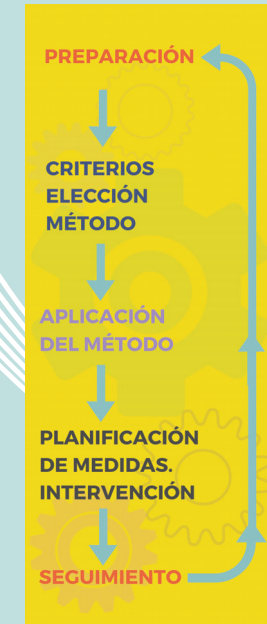 PREPARACIÓN
CRITERIOS
ELECCIÓN
MÉTODO
APLICACIÓN
DEL MÉTODO
PLANIFICACIÓN
DE MEDIDAS.
INTERVENCIÓN
SEGUIMIENTO